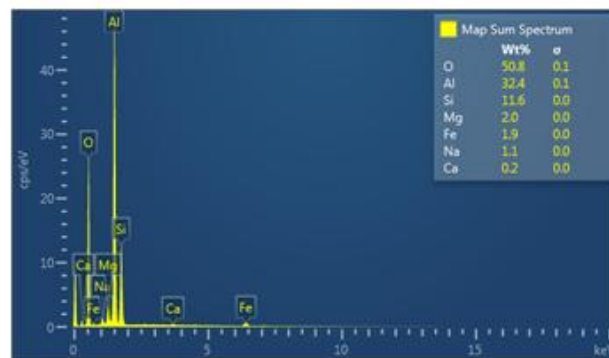 Map Sum Spectrum
Wt% σ
O 50.8 0.1
Al 32.4 0.1
Si 11.6 0.0
Mg 2.0 0.0
Fe 1.9 0.0
Na 1.1 0.0
Ca 0.2 0.0
Al
40
30
O
cps/eV
20
Si
10
Ca Mg
Na
Fe Ca Fe
0
0 5 10 15